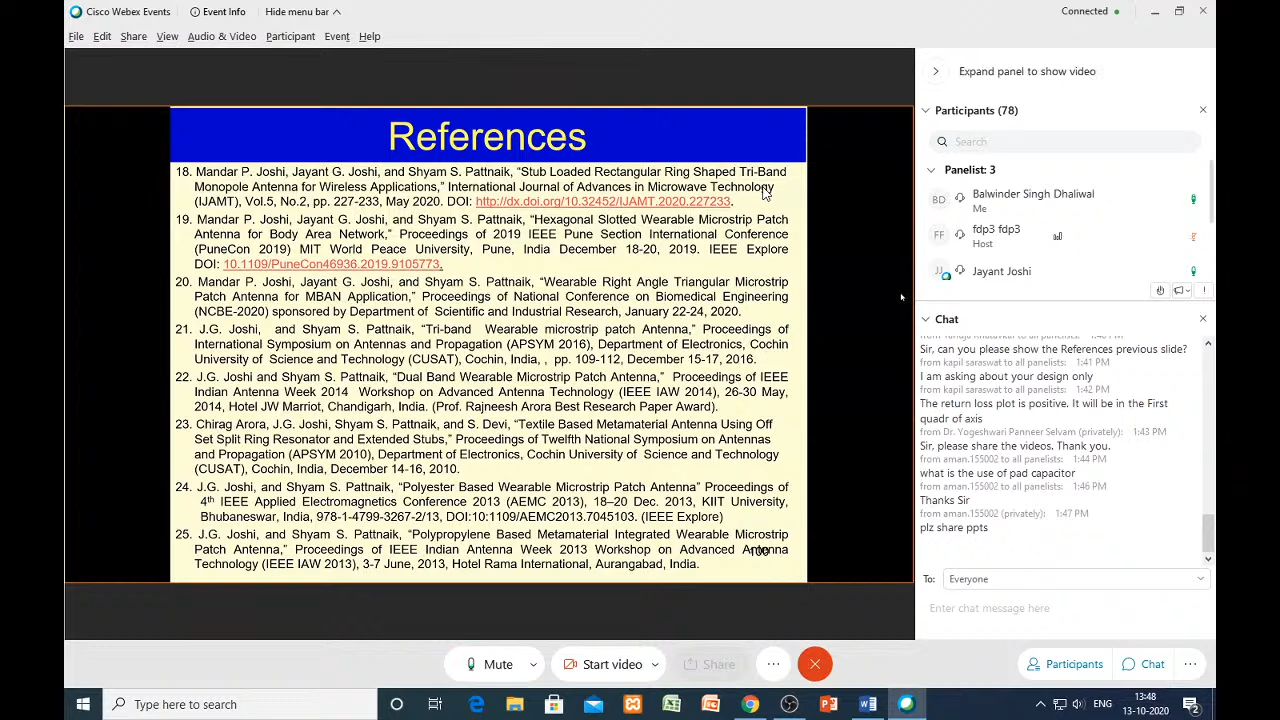 Cisco Webex Events
Event Info
Hide menu bar
Connected
File Edit Share View Audio & Video Participant Event Help
References
18. Mandar P. Joshi, Jayant G. Joshi, and Shyam S. Pattnaik, “Stub Loaded Rectangular Ring Shaped Tri-Band
Monopole Antenna for Wireless Applications,” International Journal of Advances in Microwave Technology
(IJAMT), Vol.5, No.2, pp. 227-233, May 2020. DOI: http://dx.doi.org/10.32452/IJAMT.2020.227233.
19. Mandar P. Joshi, Jayant G. Joshi, and Shyam S. Pattnaik, “Hexagonal Slotted Wearable Microstrip Patch
Antenna for Body Area Network,” Proceedings of 2019 IEEE Pune Section International Conference
(PuneCon 2019) MIT World Peace University, Pune, India December 18-20, 2019. IEEE Explore
DOI: 10.1109/PuneCon46936.2019.9105773.
20. Mandar P. Joshi, Jayant G. Joshi, and Shyam S. Pattnaik, “Wearable Right Angle Triangular Microstrip
Patch Antenna for MBAN Application,” Proceedings of National Conference on Biomedical Engineering
(NCBE-2020) sponsored by Department of Scientific and Industrial Research, January 22-24, 2020.
21. J.G. Joshi, and Shyam S. Pattnaik, “Tri-band Wearable microstrip patch Antenna,” Proceedings of
International Symposium on Antennas and Propagation (APSYM 2016), Department of Electronics, Cochin
University of Science and Technology (CUSAT), Cochin, India, , pp. 109-112, December 15-17, 2016.
22. J.G. Joshi and Shyam S. Pattnaik, “Dual Band Wearable Microstrip Patch Antenna,” Proceedings of IEEE
Indian Antenna Week 2014 Workshop on Advanced Antenna Technology (IEEE IAW 2014), 26-30 May,
2014, Hotel JW Marriot, Chandigarh, India. (Prof. Rajneesh Arora Best Research Paper Award).
23. Chirag Arora, J.G. Joshi, Shyam S. Pattnaik, and S. Devi, “Textile Based Metamaterial Antenna Using Off
Set Split Ring Resonator and Extended Stubs,” Proceedings of Twelfth National Symposium on Antennas
and Propagation (APSYM 2010), Department of Electronics, Cochin University of Science and Technology
(CUSAT), Cochin, India, December 14-16, 2010.
24. J.G. Joshi, and Shyam S. Pattnaik, “Polyester Based Wearable Microstrip Patch Antenna” Proceedings of
4th IEEE Applied Electromagnetics Conference 2013 (AEMC 2013), 18–20 Dec. 2013, KIIT University,
Bhubaneswar, India, 978-1-4799-3267-2/13, DOI:10:1109/AEMC2013.7045103. (IEEE Explore)
25. J.G. Joshi, and Shyam S. Pattnaik, “Polypropylene Based Metamaterial Integrated Wearable Microstrip
Patch Antenna,” Proceedings of IEEE Indian Antenna Week 2013 Workshop on Advanced Antenna
Technology (IEEE IAW 2013), 3-7 June, 2013, Hotel Rama International, Aurangabad, India.
Expand panel to show video
Participants (78)
Search
Panelist: 3
BD
Balwinder Singh Dhaliwal
Me
FF
fdp3 fdp3
Host
JJ
Jayant Joshi
Chat
Sir, can you please show the References previous slide?
from kapil saraswat to all panelists: 1:41 PM
I am asking about your design only
from kapil saraswat to all panelists: 1:42 PM
The return loss plot is positive. It will be in the First
quadr of axis
from Dr. Yogeshwari Panneer Selvam (privately): 1:43 PM
Sir, please share the videos. Thank you.
from aman.155002 to all panelists: 1:44 PM
what is the use of pad capacitor
from aman.155002 to all panelists: 1:46 PM
Thanks Sir
from aman.155002 (privately): 1:47 PM
plz share ppts
To: Everyone
Enter chat message here
Mute
Start video
Share
Participants
Chat
Type here to search
ENG
13:48
13-10-2020
2